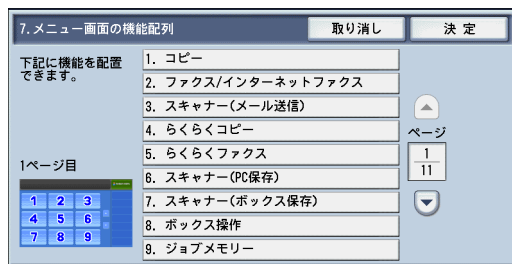 7.メニュー画面の機能配列
取り消し
決 定
下記に機能を配置
できます。
1. コピー
2. ファクス/インターネットファクス
3. スキャナー(メール送信)
4. らくらくコピー
5. らくらくファクス
6. スキャナー(PC保存)
7. スキャナー(ボックス保存)
8. ボックス操作
9. ジョブメモリー
ページ
1
11
1ページ目
1 2 3
4 5 6
7 8 9